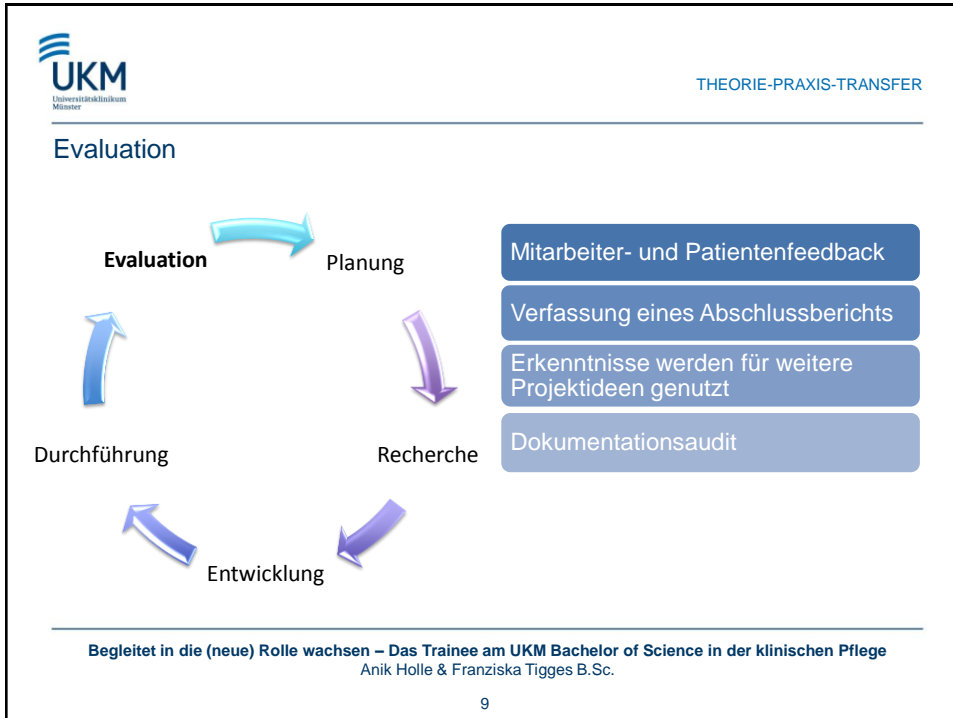 UKM
Universitätsklinikum
Münster
THEORIE-PRAXIS-TRANSFER
Evaluation
Evaluation
Planung
Recherche
Entwicklung
Durchführung
Mitarbeiter- und Patientenfeedback
Verfassung eines Abschlussberichts
Erkenntnisse werden für weitere
Projektideen genutzt
Dokumentationsaudit
Begleitet in die (neue) Rolle wachsen – Das Trainee am UKM Bachelor of Science in der klinischen Pflege
Anik Holle & Franziska Tigges B.Sc.
9